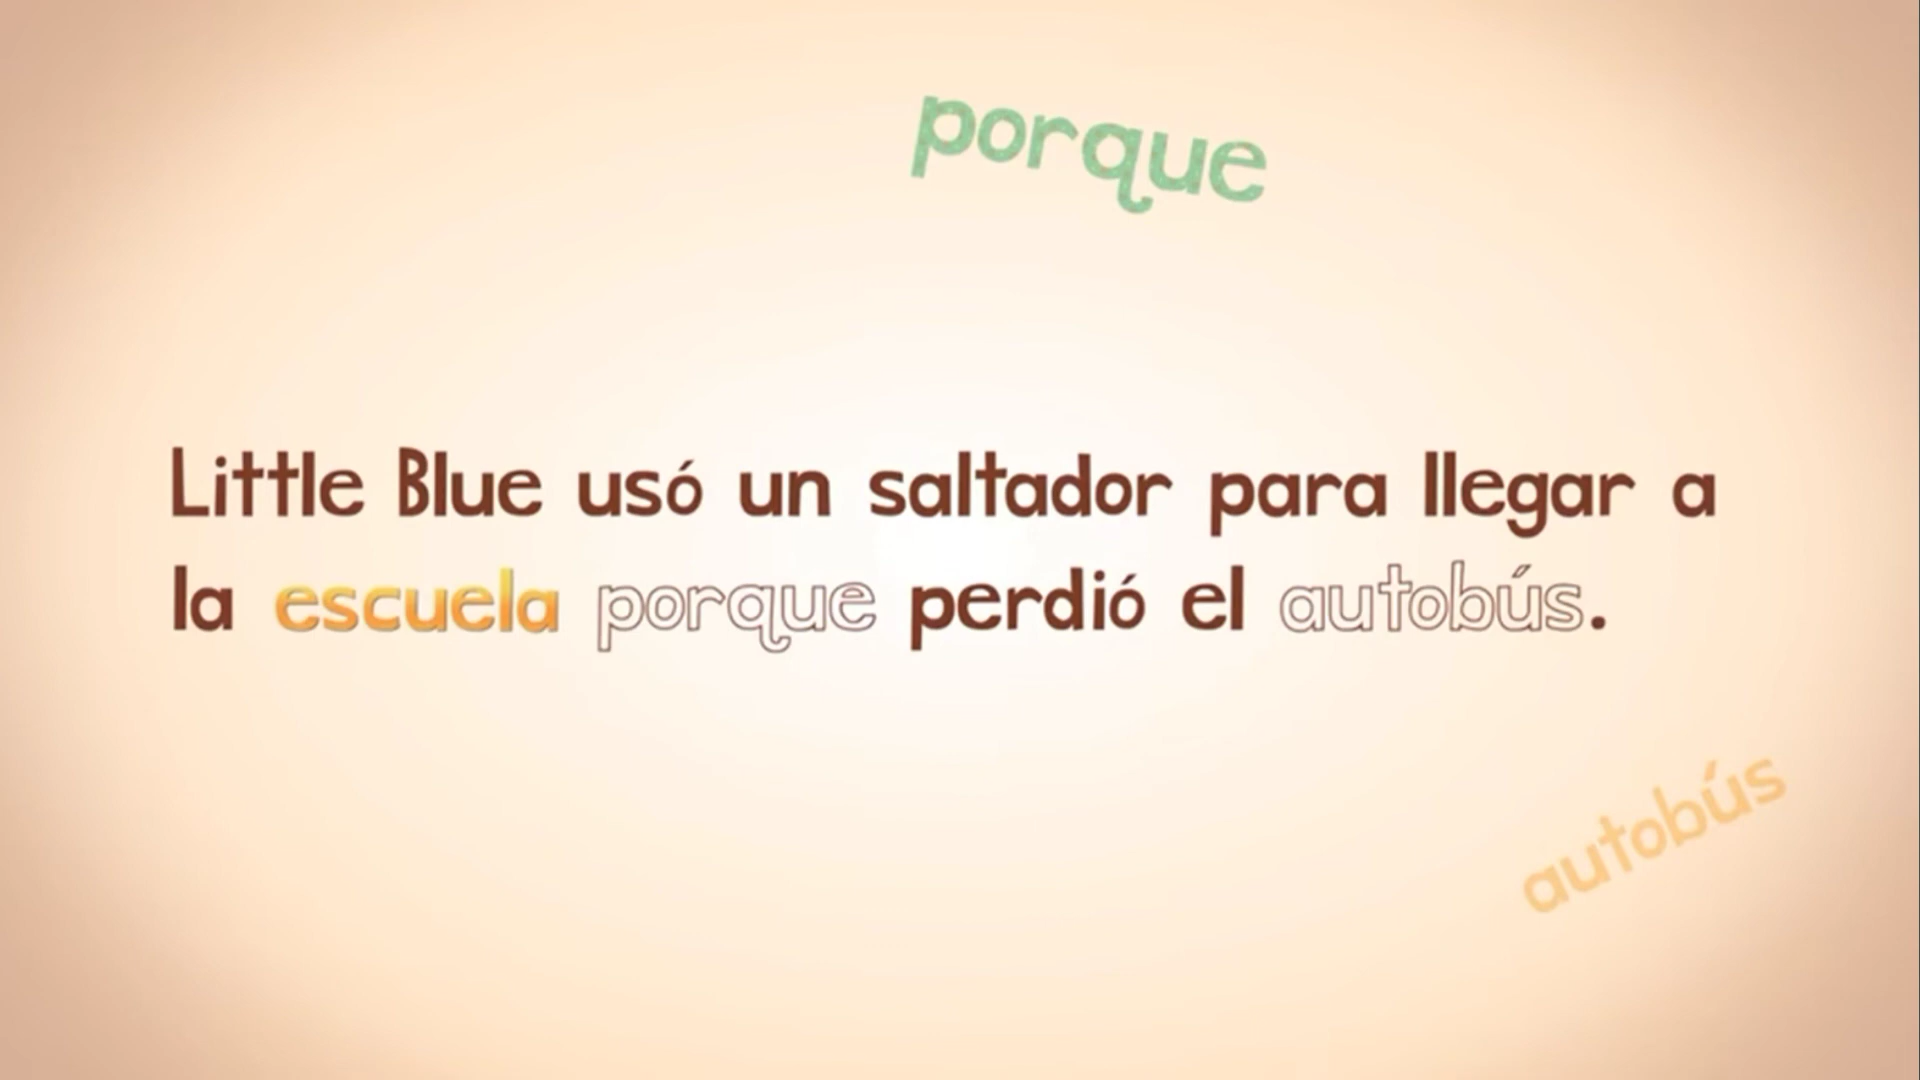 porque
Little Blue usó un saltador para llegar a
la escuela porque perdió el autobús.
autobús